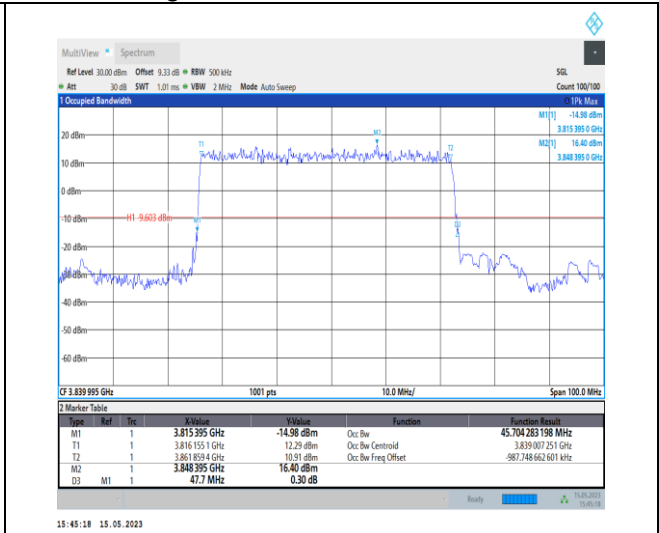 MultiView Spectrum
Ref Level 30.00 dBm Offset 9.33 dB RBW 500 kHz SGL
Att 30 dB SWT 1.01 ms VBW 2 MHz Mode Auto Sweep Count 100/100
1 Occupied Bandwidth 1Pk Max
M1[1] -14.98 dBm
3.815 395 0 GHz
M2[1] 16.40 dBm
3.848 395 0 GHz
20 dBm
M2
T1
T2
10 dBm
0 dBm
-10 dBm
H1 -9.603 dBm
M1
D3
-20 dBm
-30 dBm
-40 dBm
-50 dBm
-60 dBm
CF 3.839 995 GHz 1001 pts 10.0 MHz/ Span 100.0 MHz
2 Marker Table
Type Ref Trc X-Value Y-Value Function Function Result
M1 1 3.815 395 GHz -14.98 dBm Occ Bw 45.704 283 198 MHz
T1 1 3.816 155 1 GHz 12.29 dBm Occ Bw Centroid 3.839 007 251 GHz
T2 1 3.861 859 4 GHz 10.91 dBm Occ Bw Freq Offset -987.748 662 601 kHz
M2 1 3.848 395 GHz 16.40 dBm
D3 M1 1 47.7 MHz 0.30 dB
Ready 15.05.2023
15:45:18
15:45:18 15.05.2023